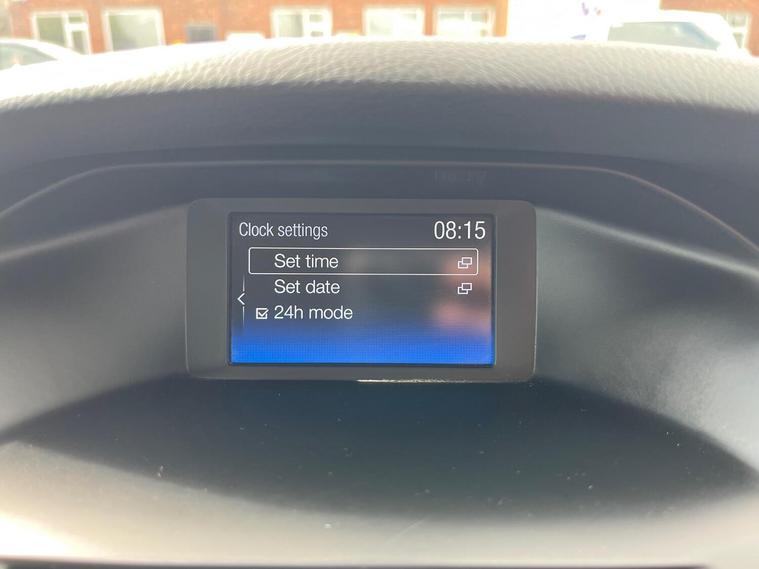 Clock settings 08:15
Set time
Set date
24h mode